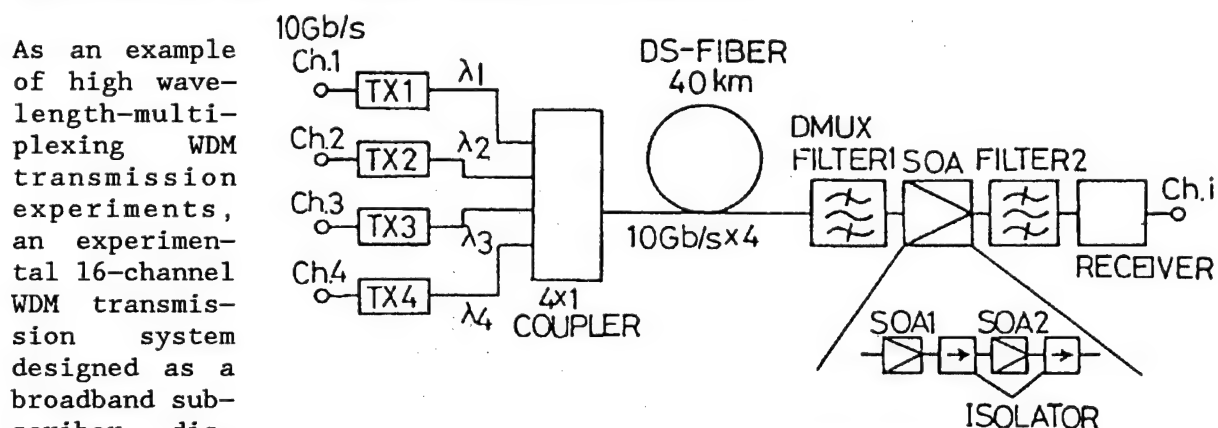 As an example
of high wave-
length-multi-
plexing WDM
transmission
experiments,
an experimen-
tal 16-channel
WDM transmis-
sion system
designed as a
broadband sub-
10Gb/s
Ch.1
TX1
λ1
Ch.2
TX2
λ2
Ch.3
TX3
λ3
Ch.4
TX4
λ4
4x1
COUPLER
DS-FIBER
40 km
10Gb/s x 4
DMUX
FILTER1
SOA
FILTER2
Ch.i
RECEIVER
SOA1
SOA2
ISOLATOR